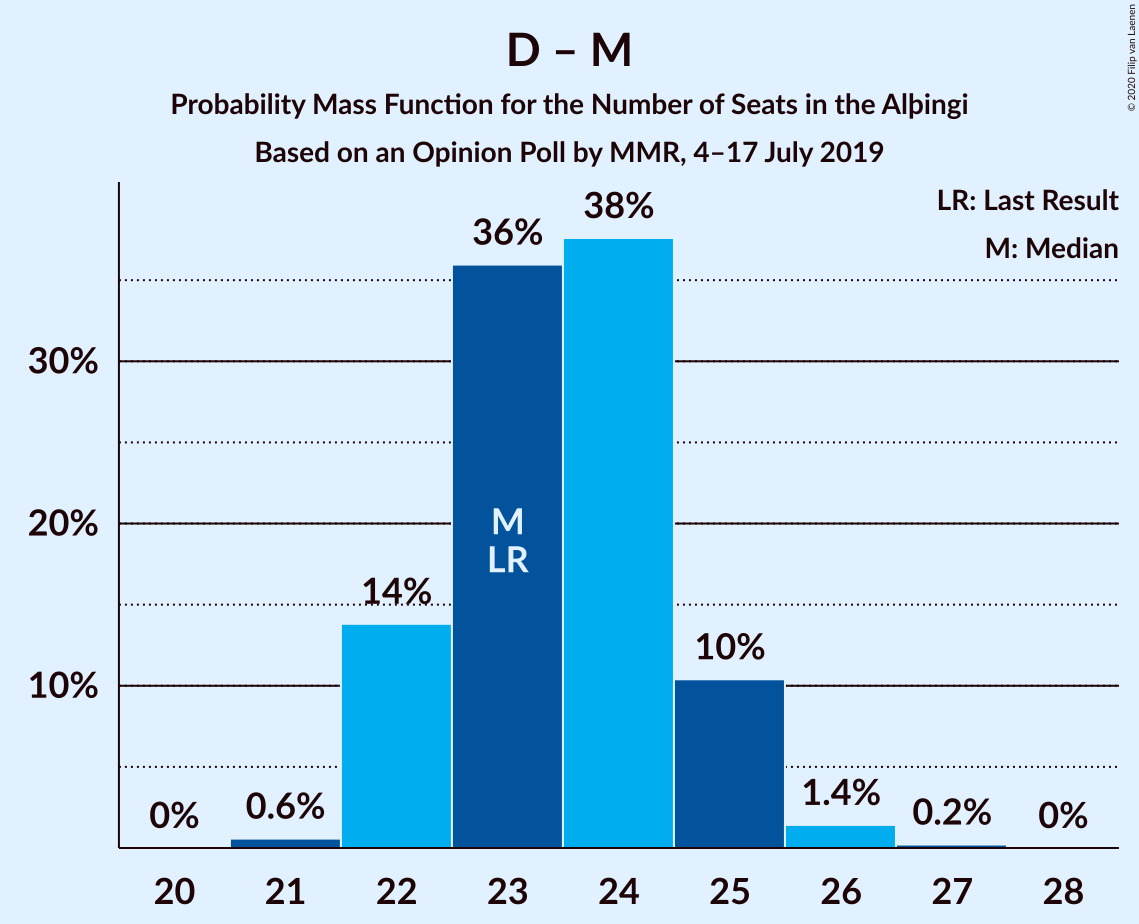 D – M
Probability Mass Function for the Number of Seats in the Alþingi
Based on an Opinion Poll by MMR, 4–17 July 2019
© 2020 Filip van Laenen
LR: Last Result
M: Median
38%
36%
30%
20%
M
LR
14%
10%
10%
1.4%
0.6%
0.2%
0%
0%
20 21 22 23 24 25 26 27 28